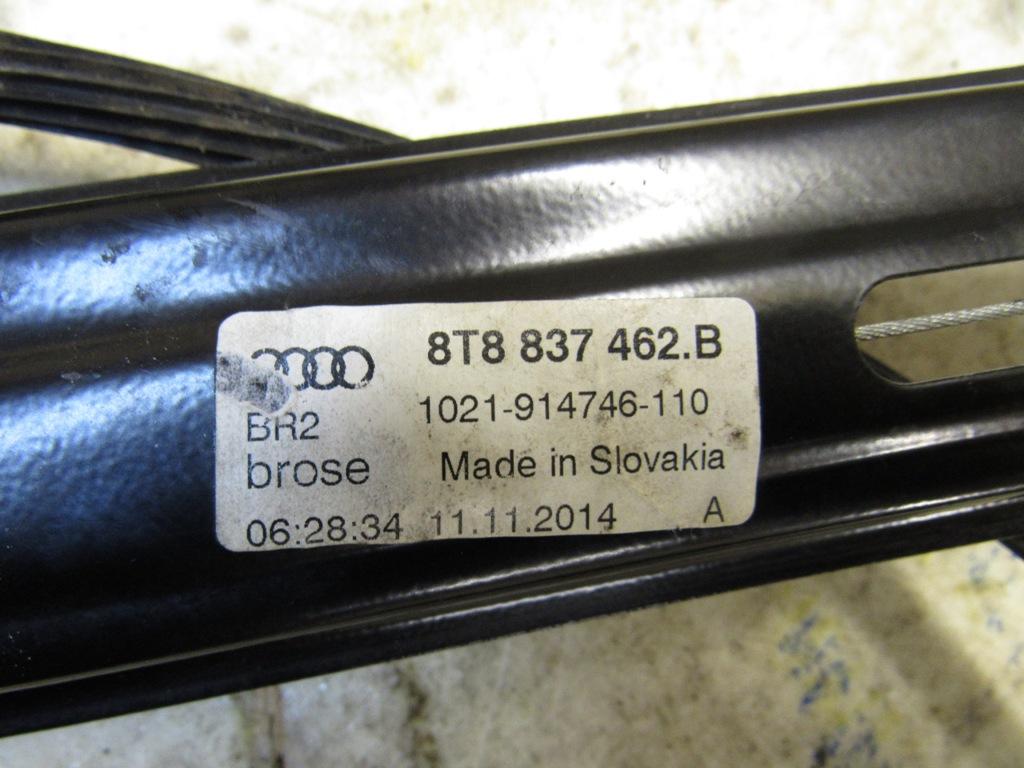 8T8 837 462.B
BR2 1021-914746-110
brose Made in Slovakia
06:28:34 11.11.2014 A